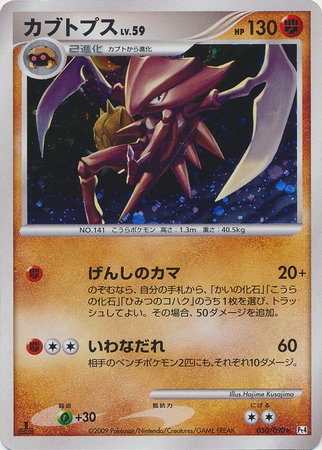 カブトプス LV.59 HP 130
2進化 カブトから進化
NO.141 こうらポケモン 高さ:1.3m 重さ:40.5kg
げんしのカマ 20+
のぞむなら、自分の手札から、「かいの化石」「こうら
の化石」「ひみつのコハク」のうち1枚を選び、トラッ
シュしてよい。その場合、50ダメージを追加。
いわなだれ 60
相手のベンチポケモン2匹にも、それぞれ10ダメージ。
Illus.Hajime Kusajima
弱点 抵抗力 にげる
+30
©2009 Pokémon/Nintendo/Creatures/GAME FREAK. 050/090★ Pt4